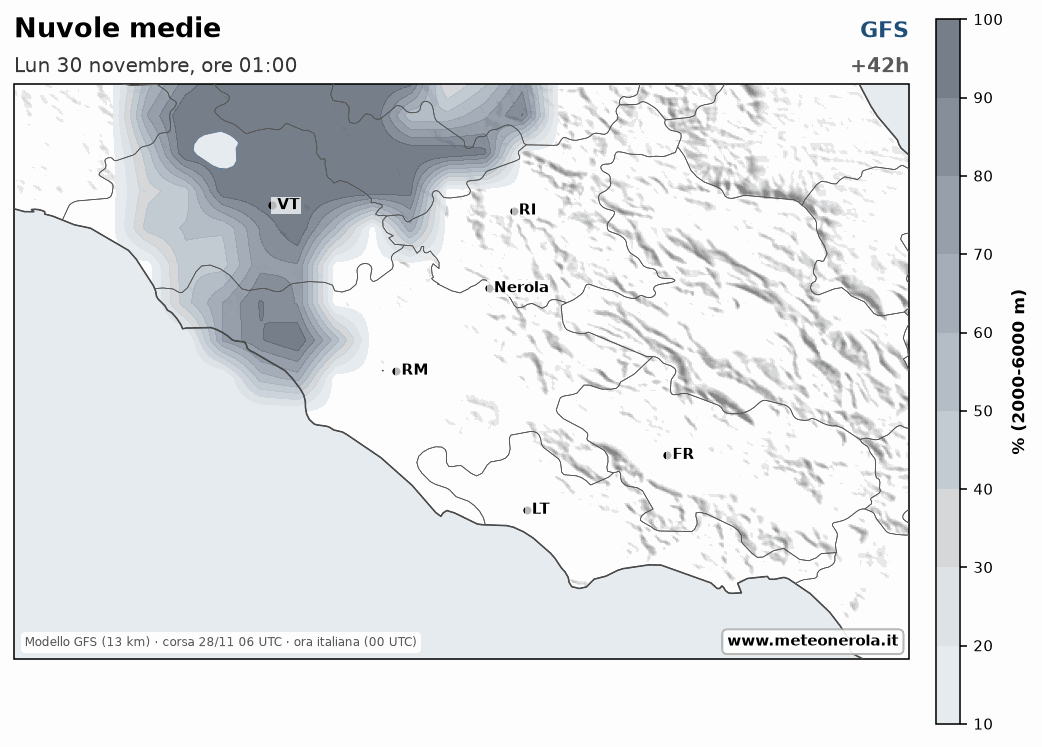 Nuvole medie
GFS
Lun 30 novembre, ore 01:00
+42h
100
90
80
70
60
50
40
30
20
10
% (2000-6000 m)
VT
RI
Nerola
RM
FR
LT
Modello GFS (13 km) · corsa 28/11 06 UTC · ora italiana (00 UTC)
www.meteonerola.it